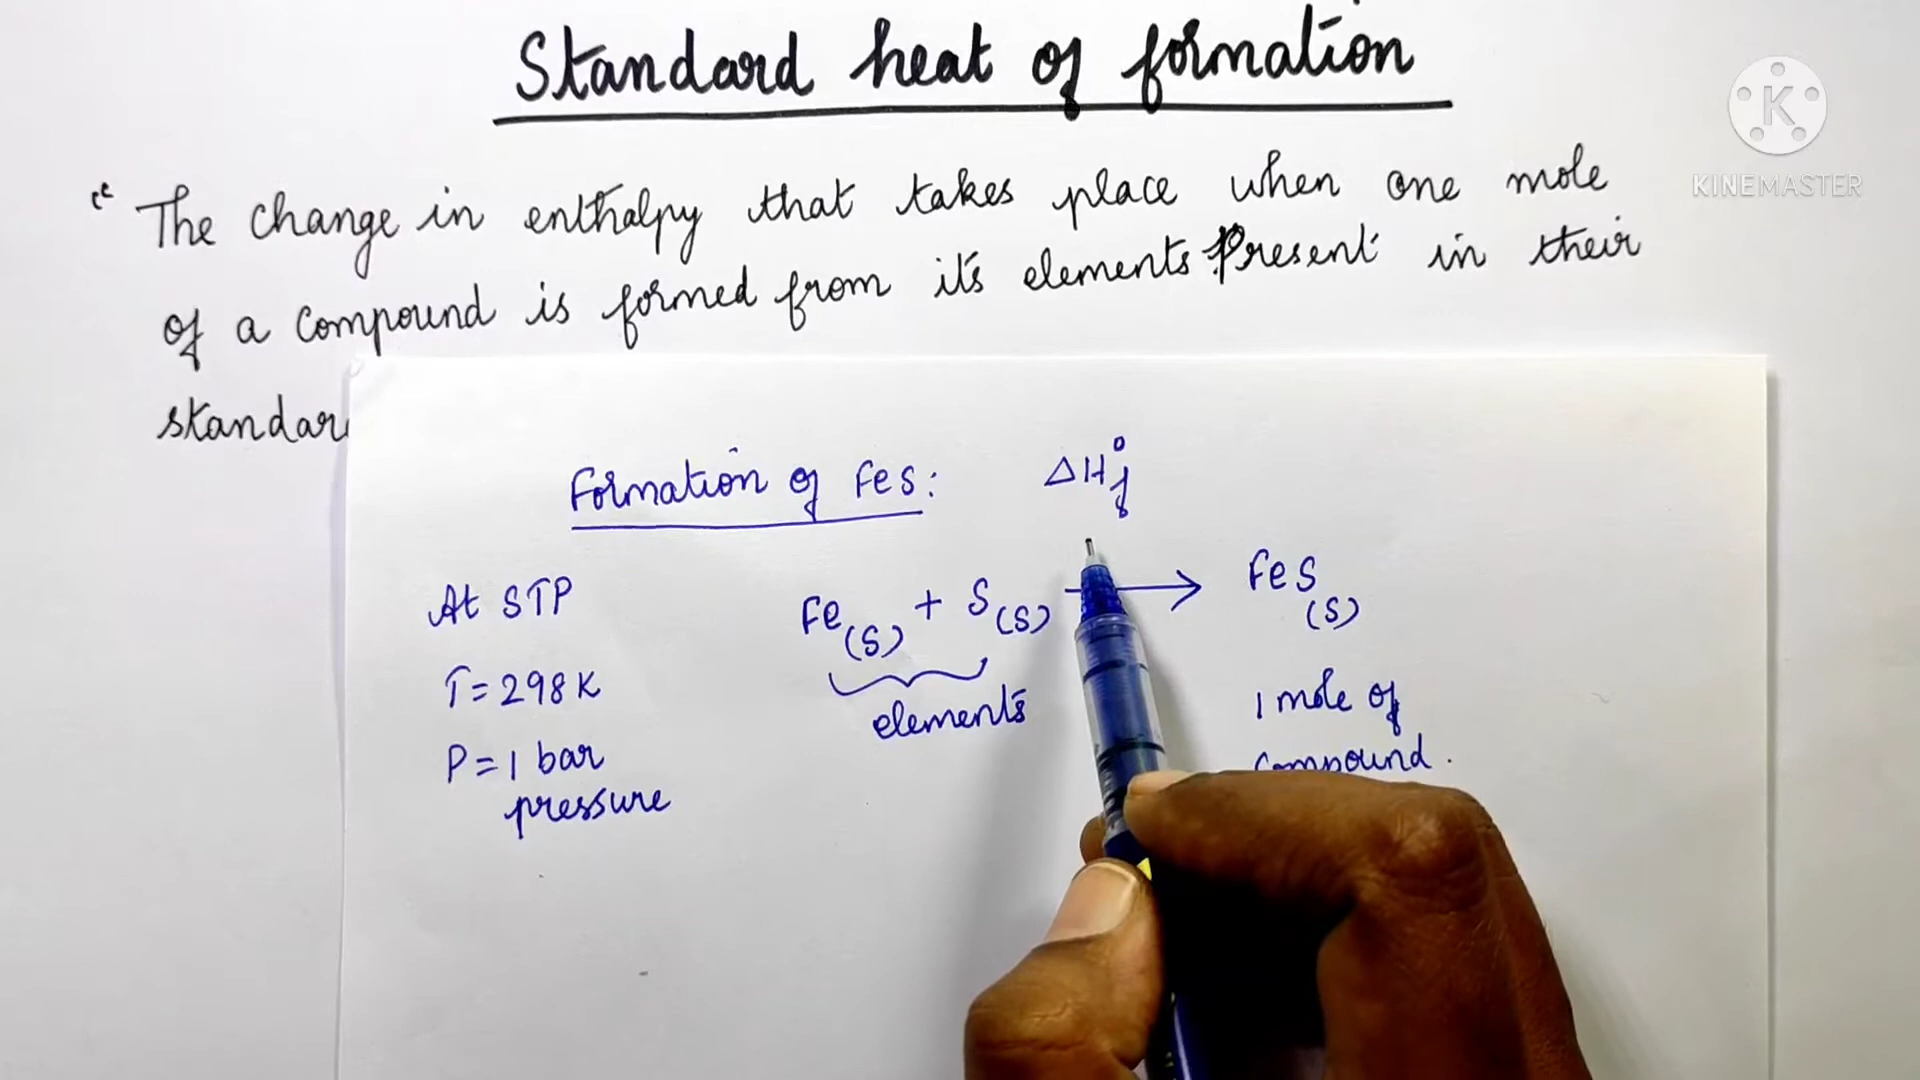 Standard heat of formation
K
KINEMASTER
" The change in enthalpy that takes place when one mole
of a compound is formed from its elements Present in their
standar
Formation of FeS:
ΔH°f
At STP
Fe(s) + S(s) → FeS(s)
T = 298 K
elements
1 mole of
compound.
P = 1 bar
pressure